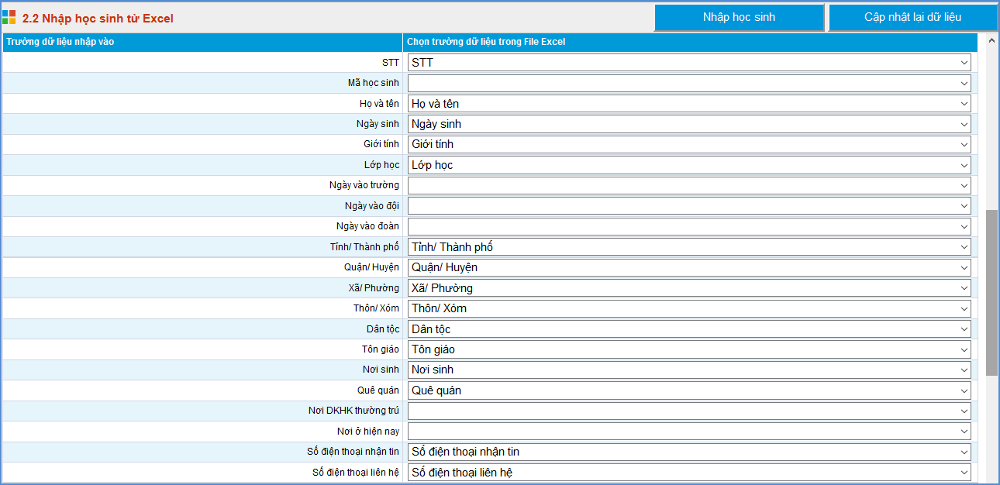 2.2 Nhập học sinh từ Excel
Nhập học sinh
Cập nhật lại dữ liệu
Trường dữ liệu nhập vào
Chọn trường dữ liệu trong File Excel
STT
STT
Mã học sinh
Họ và tên
Họ và tên
Ngày sinh
Ngày sinh
Giới tính
Giới tính
Lớp học
Lớp học
Ngày vào trường
Ngày vào đội
Ngày vào đoàn
Tỉnh/ Thành phố
Tỉnh/ Thành phố
Quận/ Huyện
Quận/ Huyện
Xã/ Phường
Xã/ Phường
Thôn/ Xóm
Thôn/ Xóm
Dân tộc
Dân tộc
Tôn giáo
Tôn giáo
Nơi sinh
Nơi sinh
Quê quán
Quê quán
Nơi DKHK thường trú
Nơi ở hiện nay
Số điện thoại nhận tin
Số điện thoại nhận tin
Số điện thoại liên hệ
Số điện thoại liên hệ